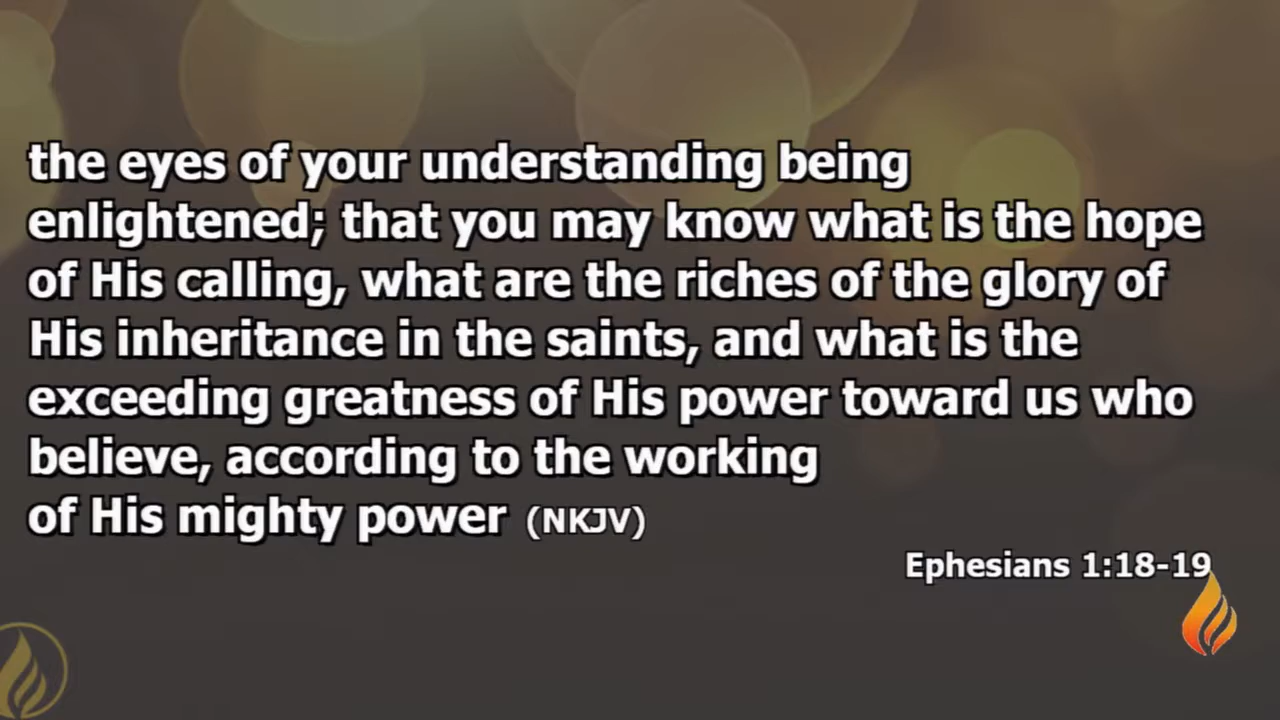 the eyes of your understanding being
enlightened; that you may know what is the hope
of His calling, what are the riches of the glory of
His inheritance in the saints, and what is the
exceeding greatness of His power toward us who
believe, according to the working
of His mighty power (NKJV)
Ephesians 1:18-19